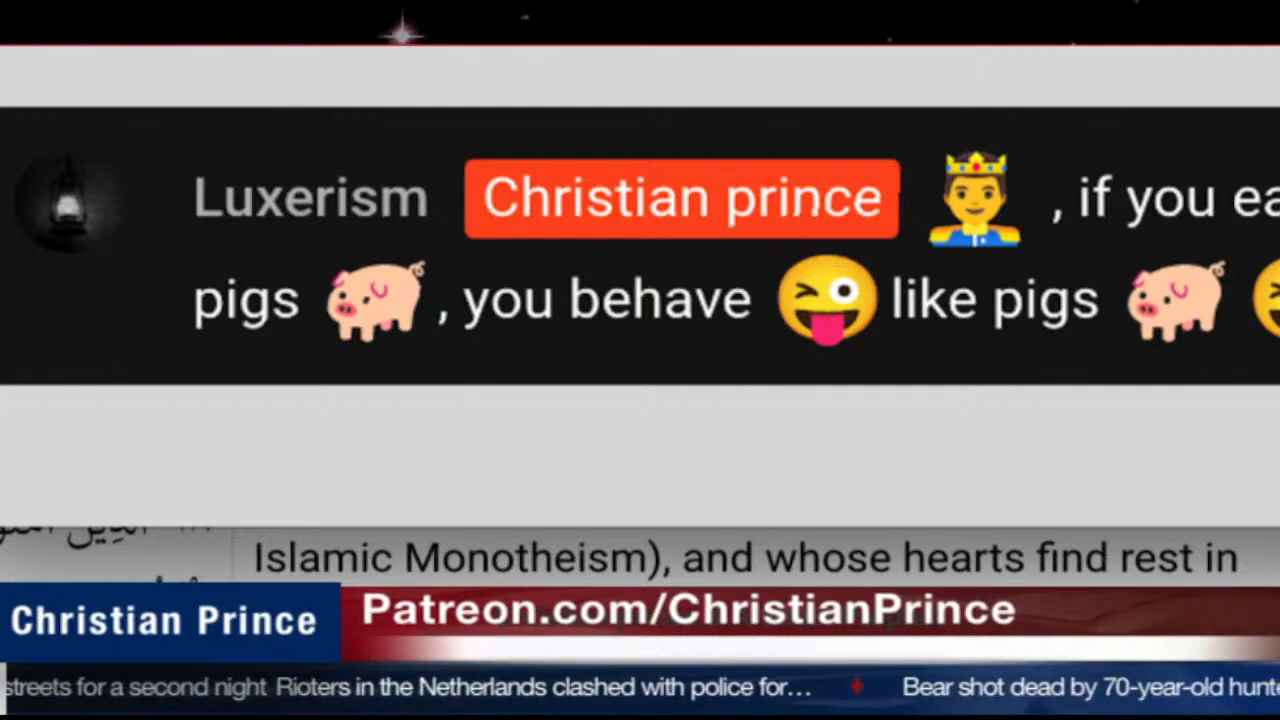 Luxerism Christian prince , if you ea
pigs , you behave like pigs
Islamic Monotheism), and whose hearts find rest in
Christian Prince
Patreon.com/ChristianPrince
streets for a second night Rioters in the Netherlands clashed with police for… Bear shot dead by 70-year-old hunte